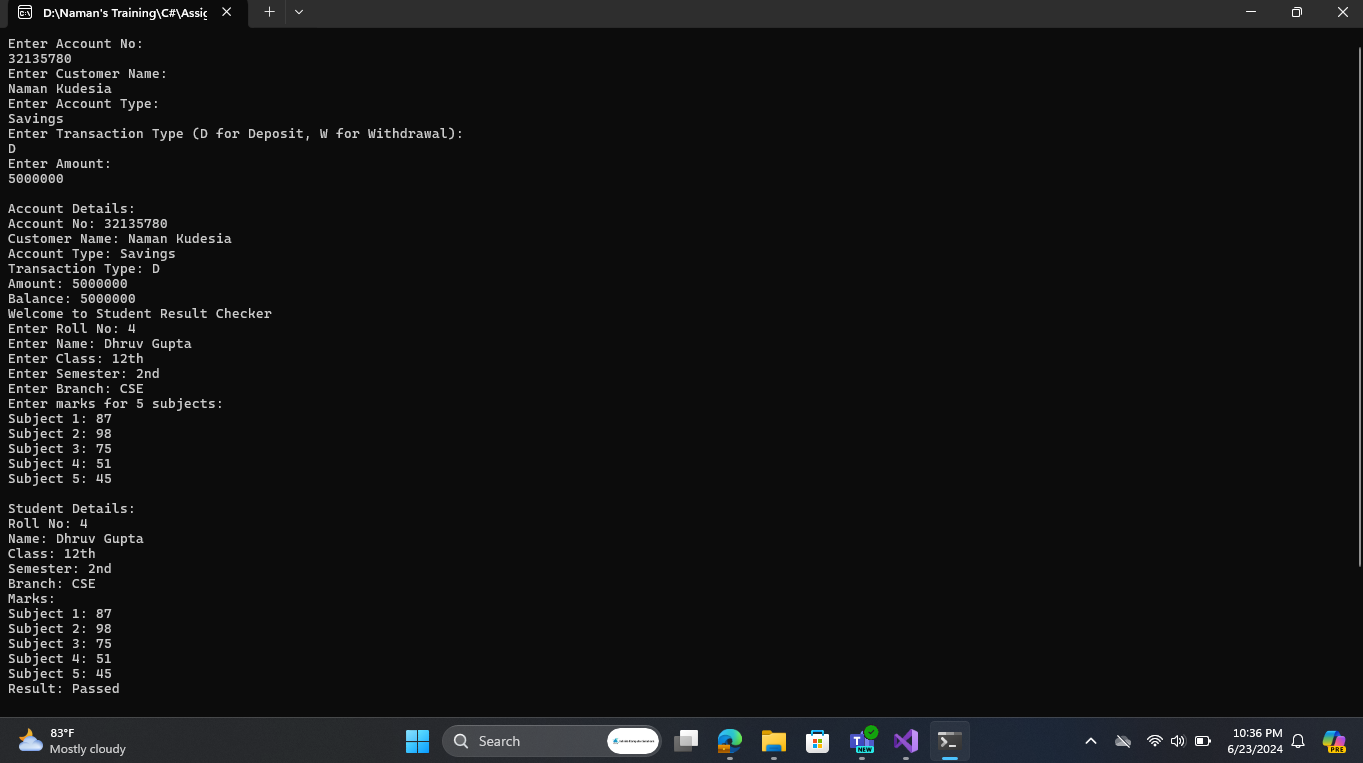 D:\Naman's Training\C#\Assig
Enter Account No:
32135780
Enter Customer Name:
Naman Kudesia
Enter Account Type:
Savings
Enter Transaction Type (D for Deposit, W for Withdrawal):
D
Enter Amount:
5000000
Account Details:
Account No: 32135780
Customer Name: Naman Kudesia
Account Type: Savings
Transaction Type: D
Amount: 5000000
Balance: 5000000
Welcome to Student Result Checker
Enter Roll No: 4
Enter Name: Dhruv Gupta
Enter Class: 12th
Enter Semester: 2nd
Enter Branch: CSE
Enter marks for 5 subjects:
Subject 1: 87
Subject 2: 98
Subject 3: 75
Subject 4: 51
Subject 5: 45
Student Details:
Roll No: 4
Name: Dhruv Gupta
Class: 12th
Semester: 2nd
Branch: CSE
Marks:
Subject 1: 87
Subject 2: 98
Subject 3: 75
Subject 4: 51
Subject 5: 45
Result: Passed
83°F
Mostly cloudy
Search
T
NEW
10:36 PM
6/23/2024
PRE